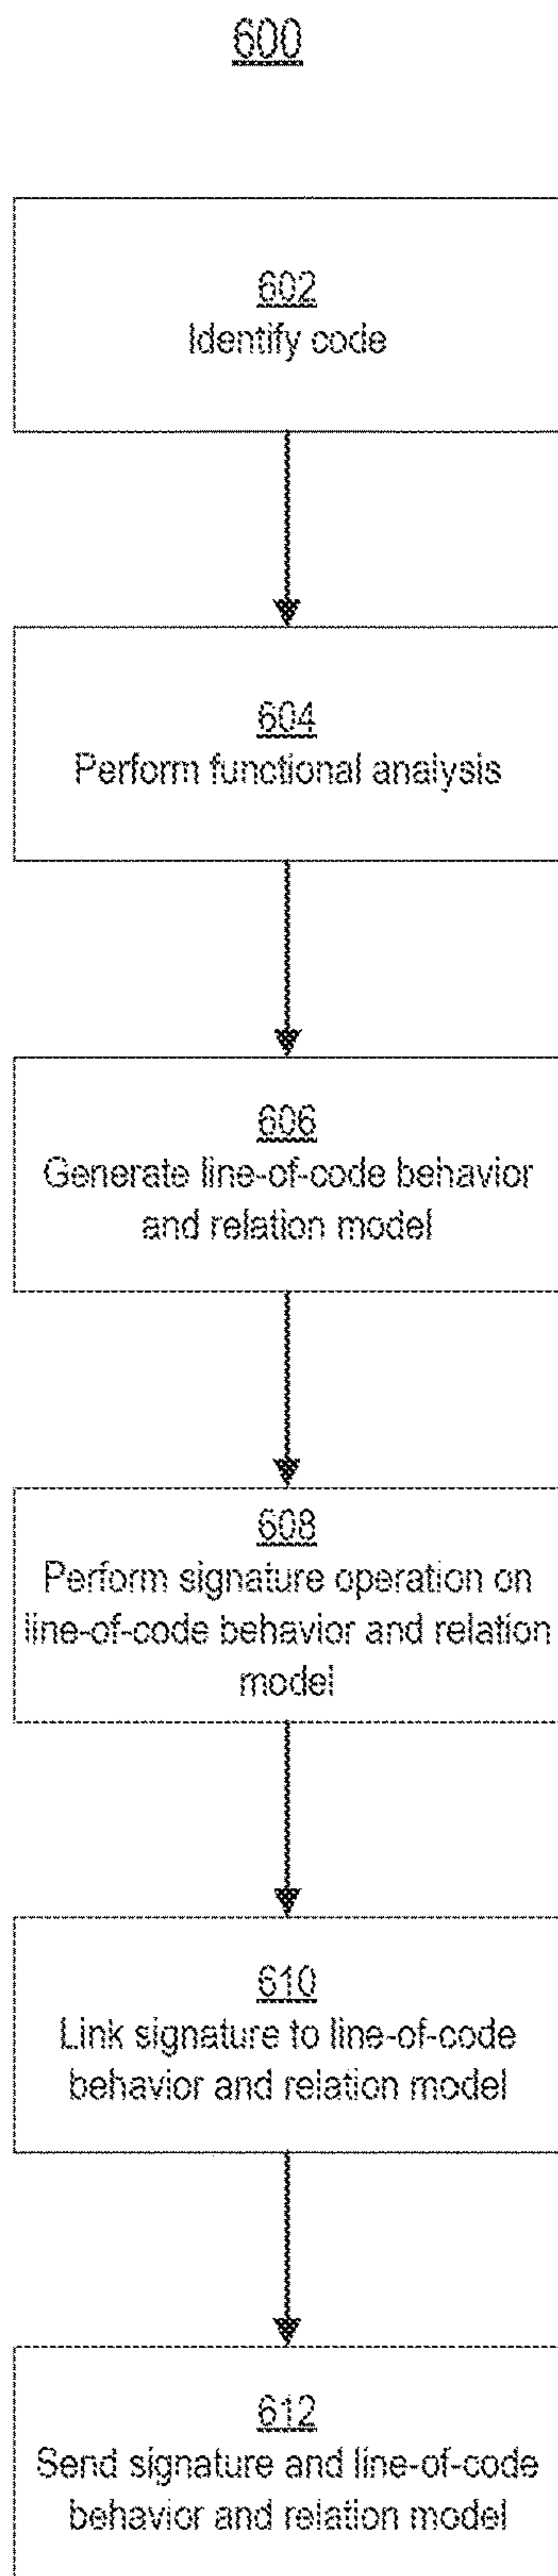 600
602
Identify code
604
Perform functional analysis
606
Generate line-of-code behavior
and relation model
608
Perform signature operation on
line-of-code behavior and relation
model
610
Link signature to line-of-code
behavior and relation model
612
Send signature and line-of-code
behavior and relation model